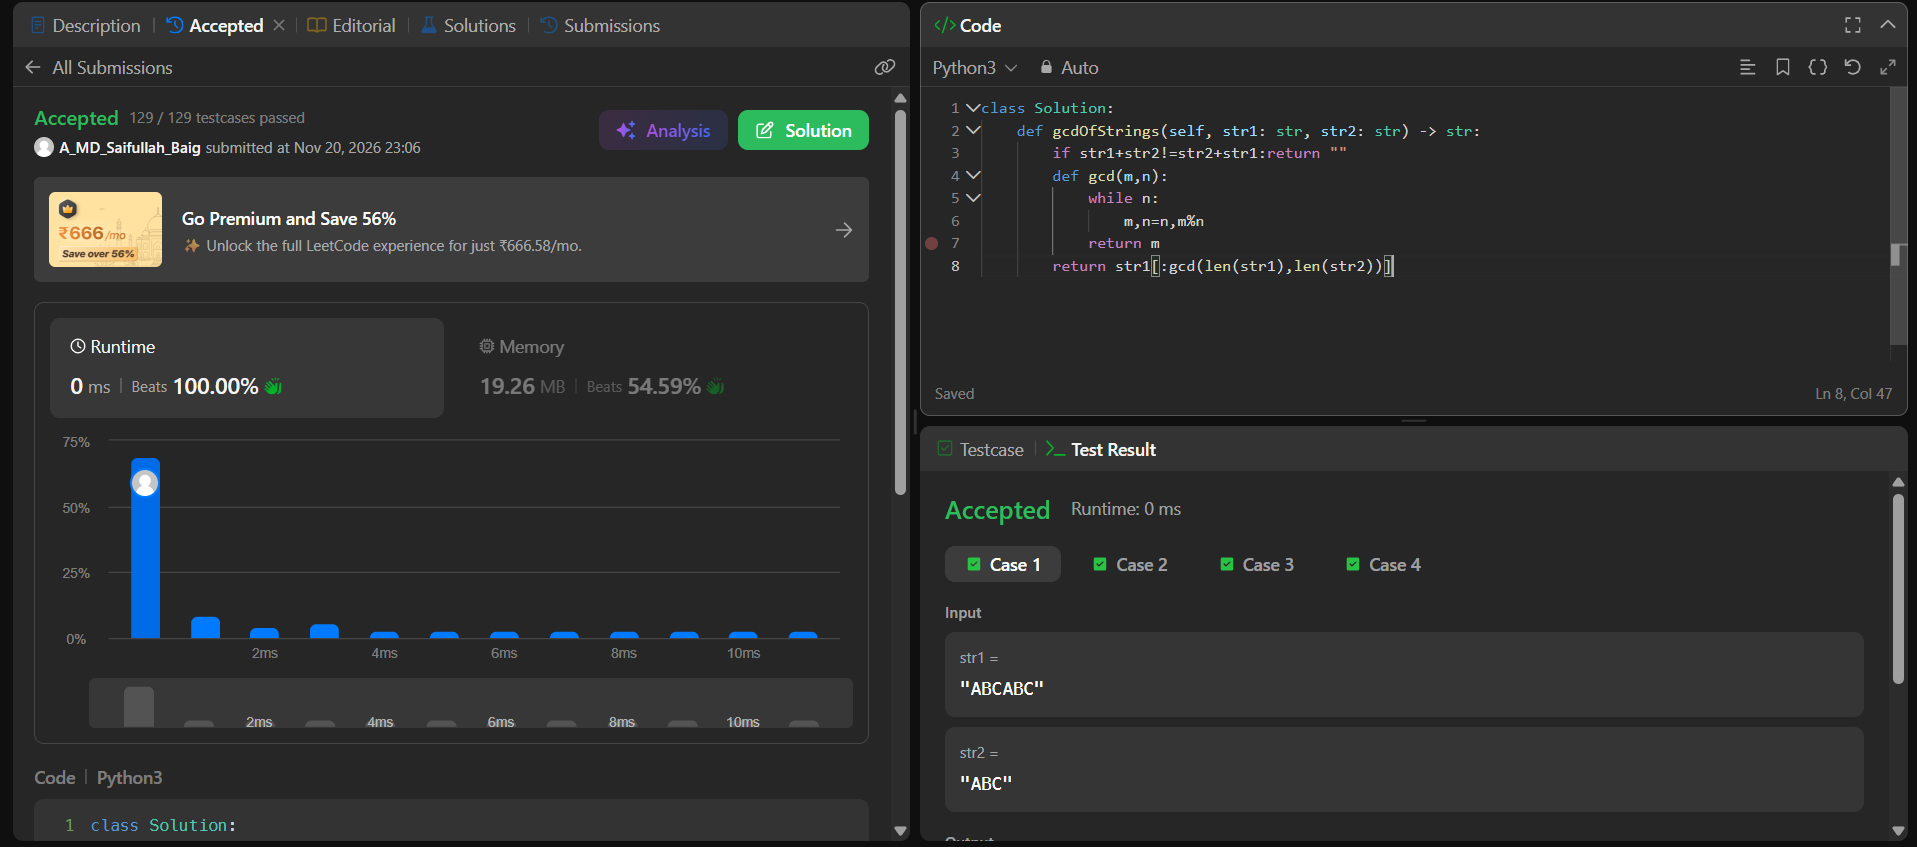 Description | Accepted | Editorial | Solutions | Submissions
All Submissions
Accepted 129 / 129 testcases passed
A_MD_Saifullah_Baig submitted at Nov 20, 2026 23:06
Analysis
Solution
₹666 /mo
Save over 56%
Go Premium and Save 56%
✨ Unlock the full LeetCode experience for just ₹666.58/mo.
Runtime
0 ms | Beats 100.00%
Memory
19.26 MB | Beats 54.59%
75%
50%
25%
0%
2ms 4ms 6ms 8ms 10ms
2ms 4ms 6ms 8ms 10ms
Code | Python3
1 class Solution:
</> Code
Python3 Auto
1 class Solution:
2 def gcdOfStrings(self, str1: str, str2: str) -> str:
3 if str1+str2!=str2+str1:return ""
4 def gcd(m,n):
5 while n:
6 m,n=n,m%n
7 return m
8 return str1[:gcd(len(str1),len(str2))]
Saved Ln 8, Col 47
Testcase | >_ Test Result
Accepted Runtime: 0 ms
Case 1 Case 2 Case 3 Case 4
Input
str1 =
"ABCABC"
str2 =
"ABC"